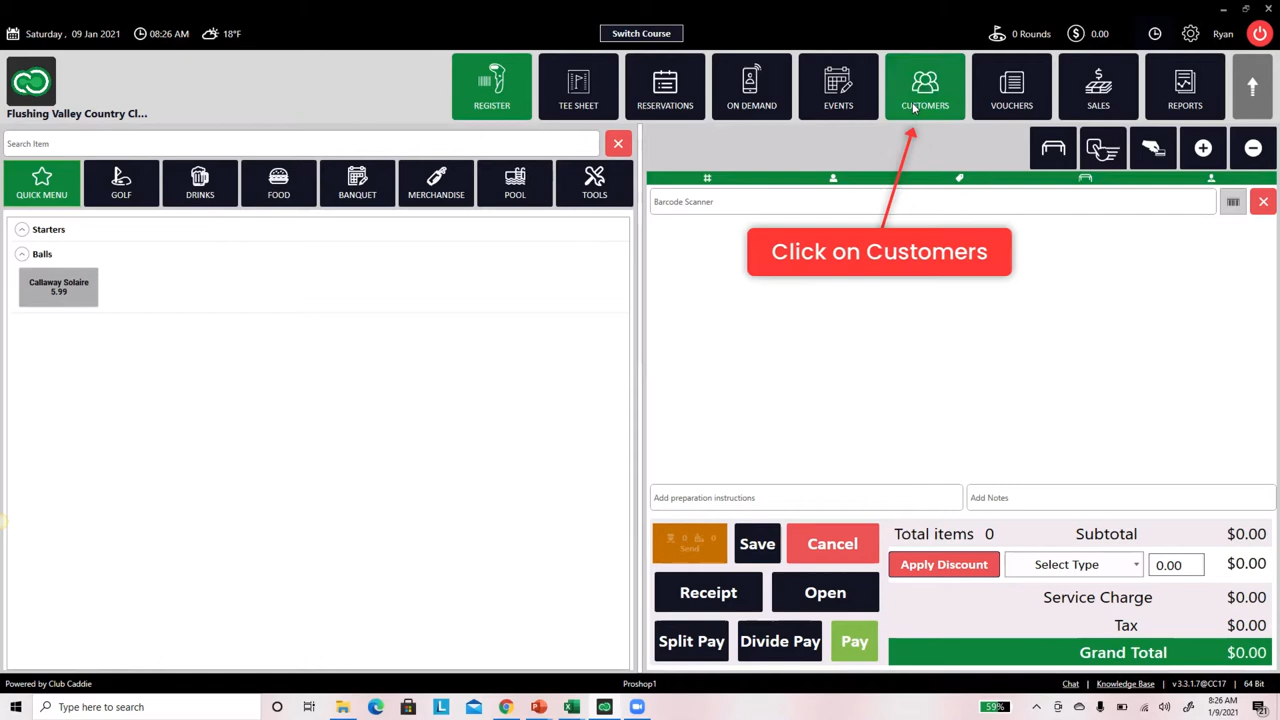 Saturday , 09 Jan 2021 08:26 AM 18°F Switch Course 0 Rounds $ 0.00 Ryan
Flushing Valley Country Cl...
REGISTER TEE SHEET RESERVATIONS ON DEMAND EVENTS CUSTOMERS VOUCHERS SALES REPORTS
Search Item
QUICK MENU GOLF DRINKS FOOD BANQUET MERCHANDISE POOL TOOLS
Barcode Scanner
Starters
Balls
Callaway Solaire
5.99
Click on Customers
Add preparation instructions Add Notes
0 0
Send
Save Cancel
Total items 0 Subtotal $0.00
Apply Discount Select Type 0.00 $0.00
Receipt Open
Service Charge $0.00
Tax $0.00
Split Pay Divide Pay Pay
Grand Total $0.00
Powered by Club Caddie Proshop1 Chat | Knowledge Base | v3.3.1.7@CC17 | 64 Bit
Type here to search 59% 8:26 AM
1/9/2021
21